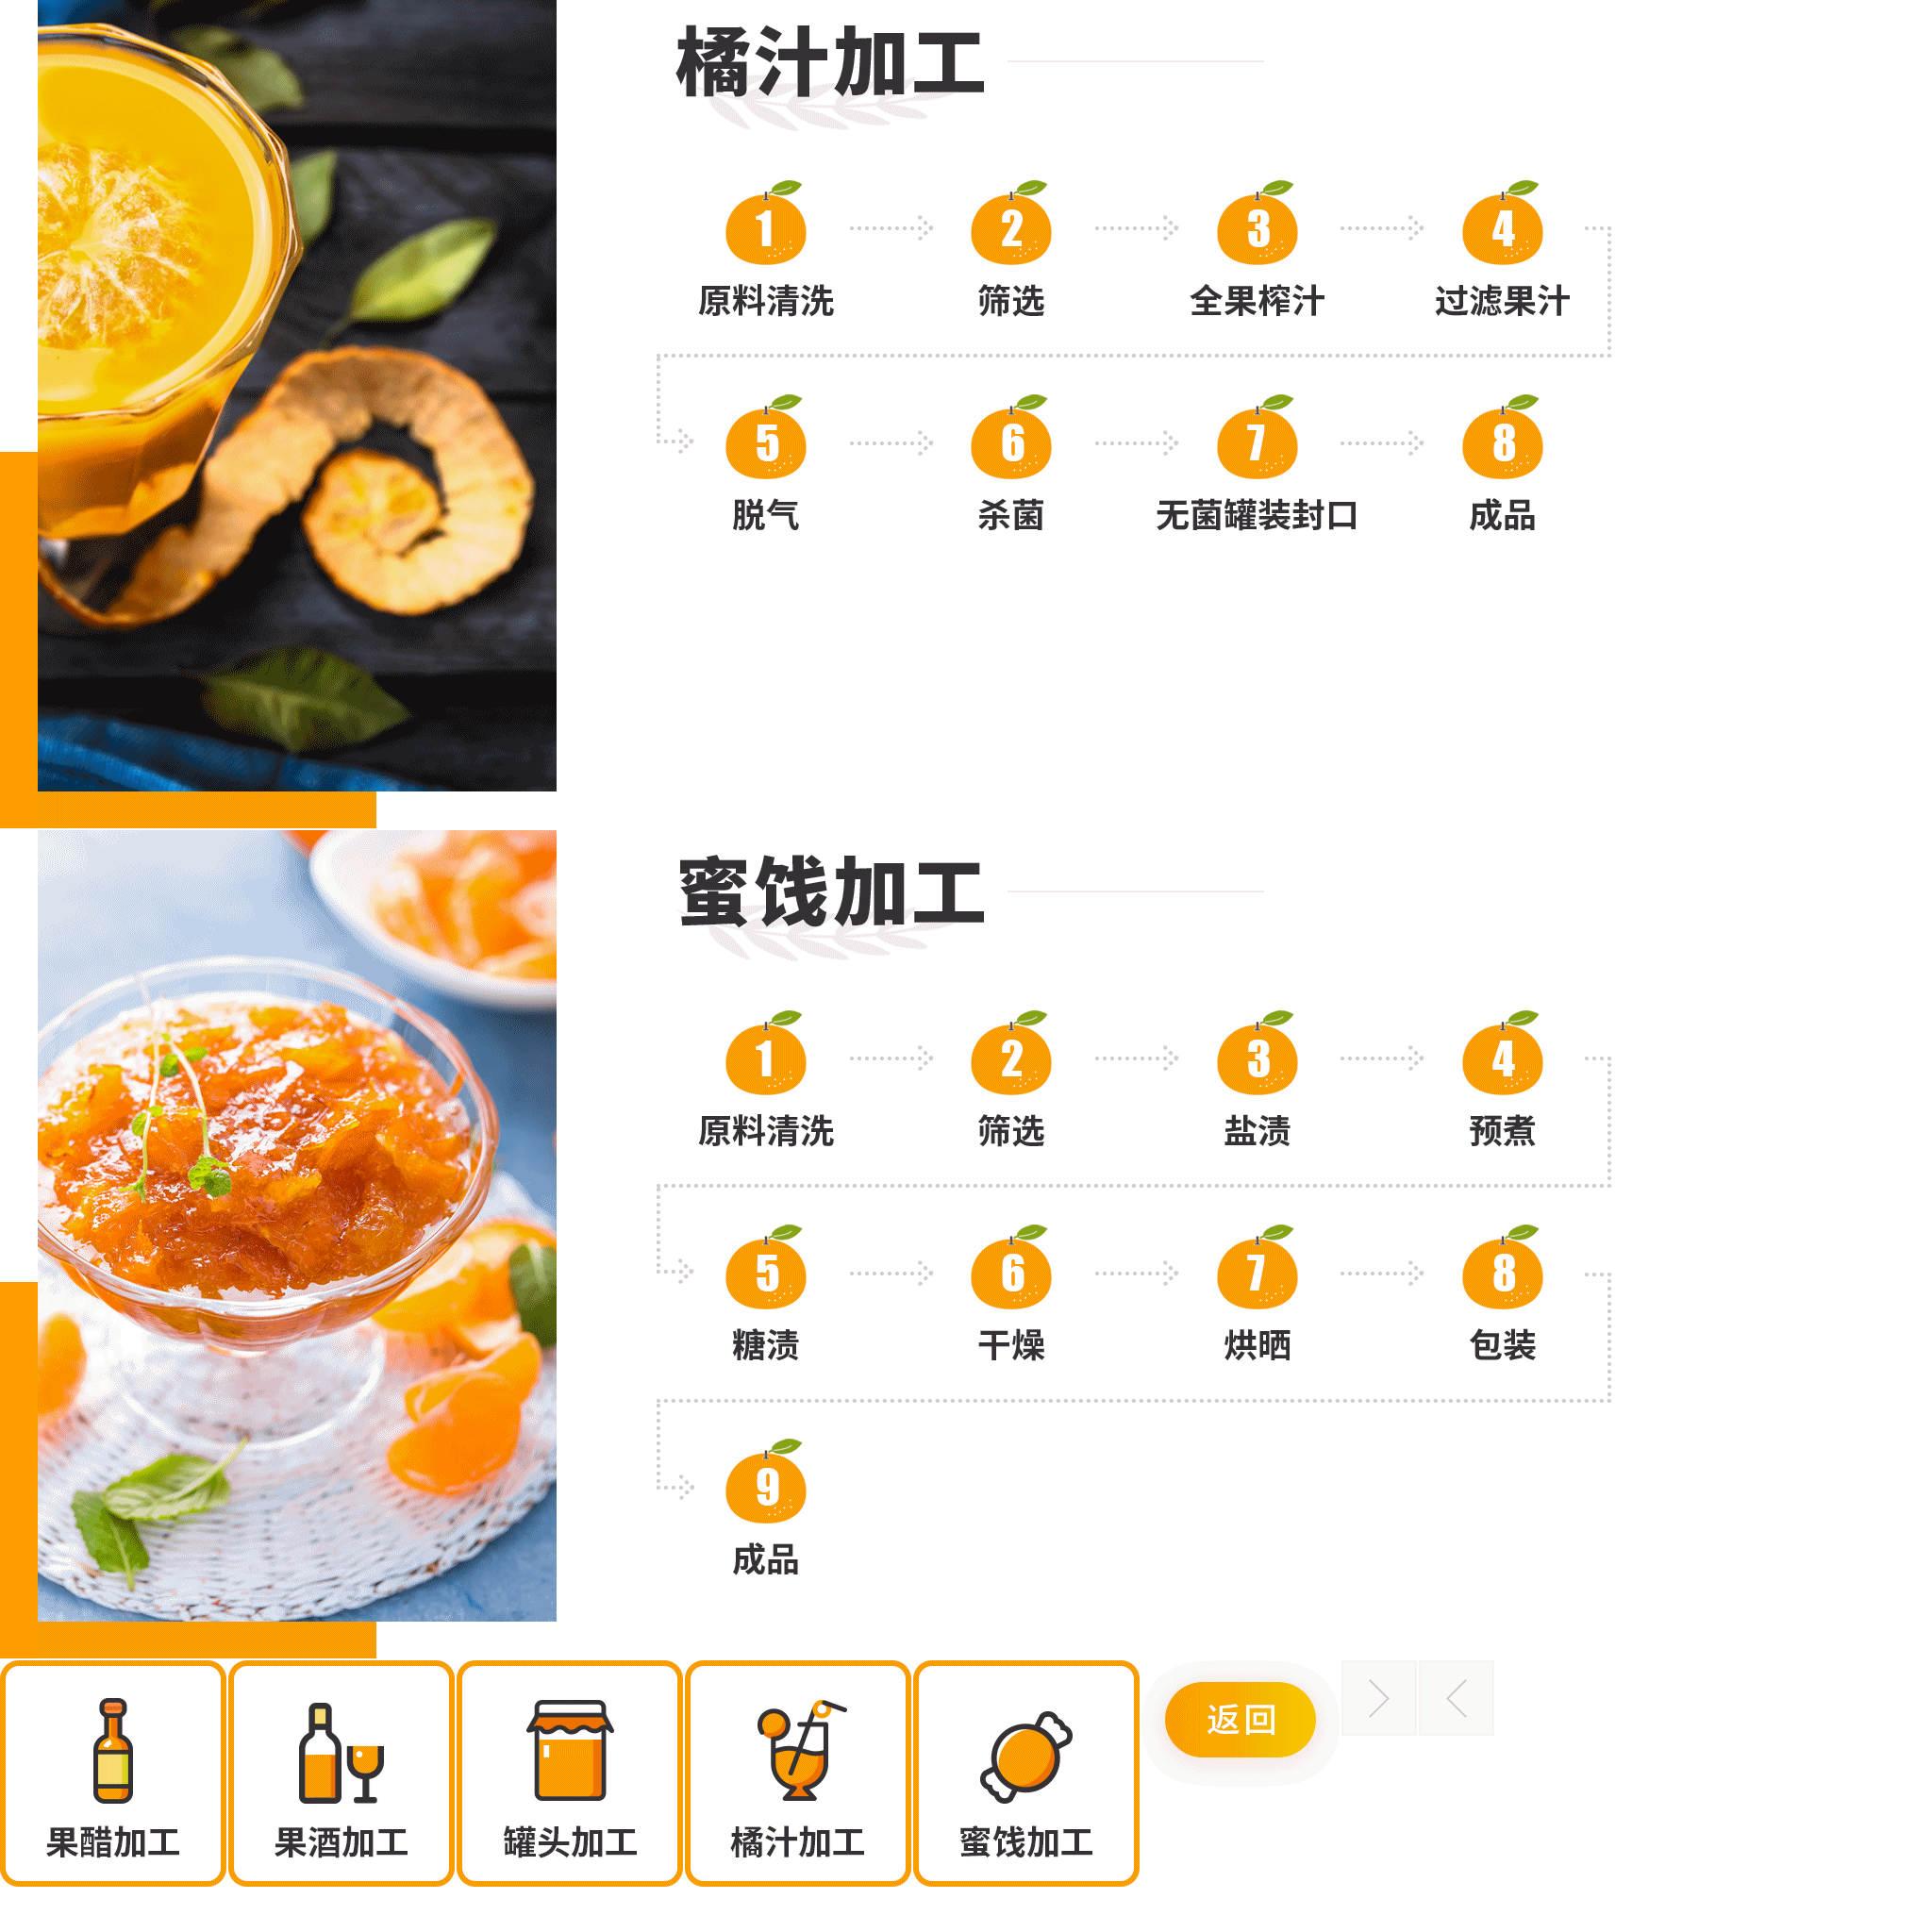 橘汁加工
1
2
3
4
原料清洗
筛选
全果榨汁
过滤果汁
5
6
7
8
脱气
杀菌
无菌罐装封口
成品
蜜饯加工
1
2
3
4
原料清洗
筛选
盐渍
预煮
5
6
7
8
糖渍
干燥
烘晒
包装
9
成品
返回
果醋加工
果酒加工
罐头加工
橘汁加工
蜜饯加工